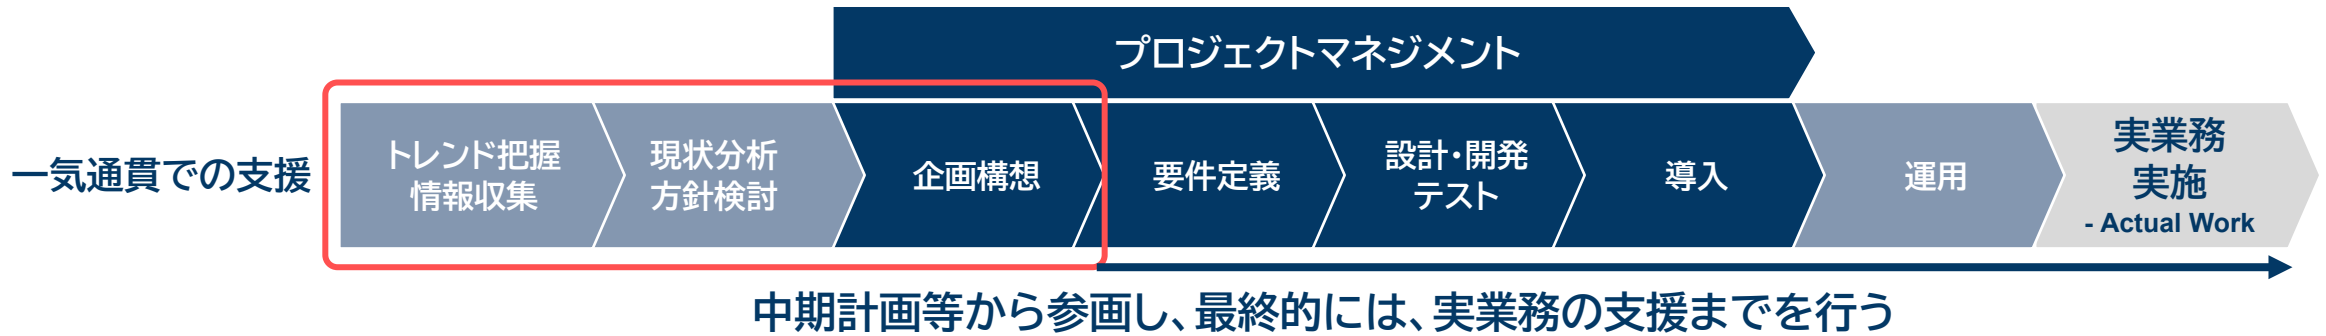 プロジェクトマネジメント
一気通貫での支援
トレンド把握
情報収集
現状分析
方針検討
企画構想
要件定義
設計・開発
テスト
導入
運用
実業務
実施
- Actual Work
中期計画等から参画し、最終的には、実業務の支援までを行う